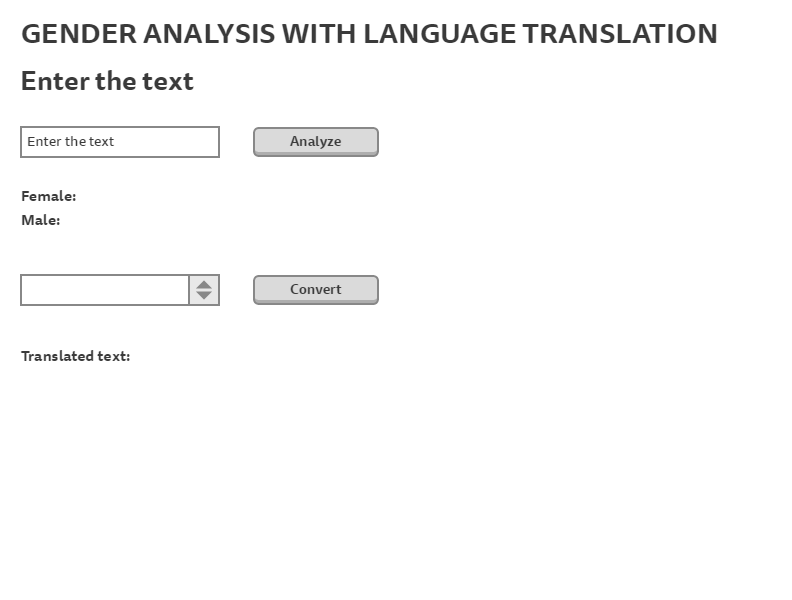 GENDER ANALYSIS WITH LANGUAGE TRANSLATION
Enter the text
Enter the text
Analyze
Female:
Male:
Convert
Translated text: